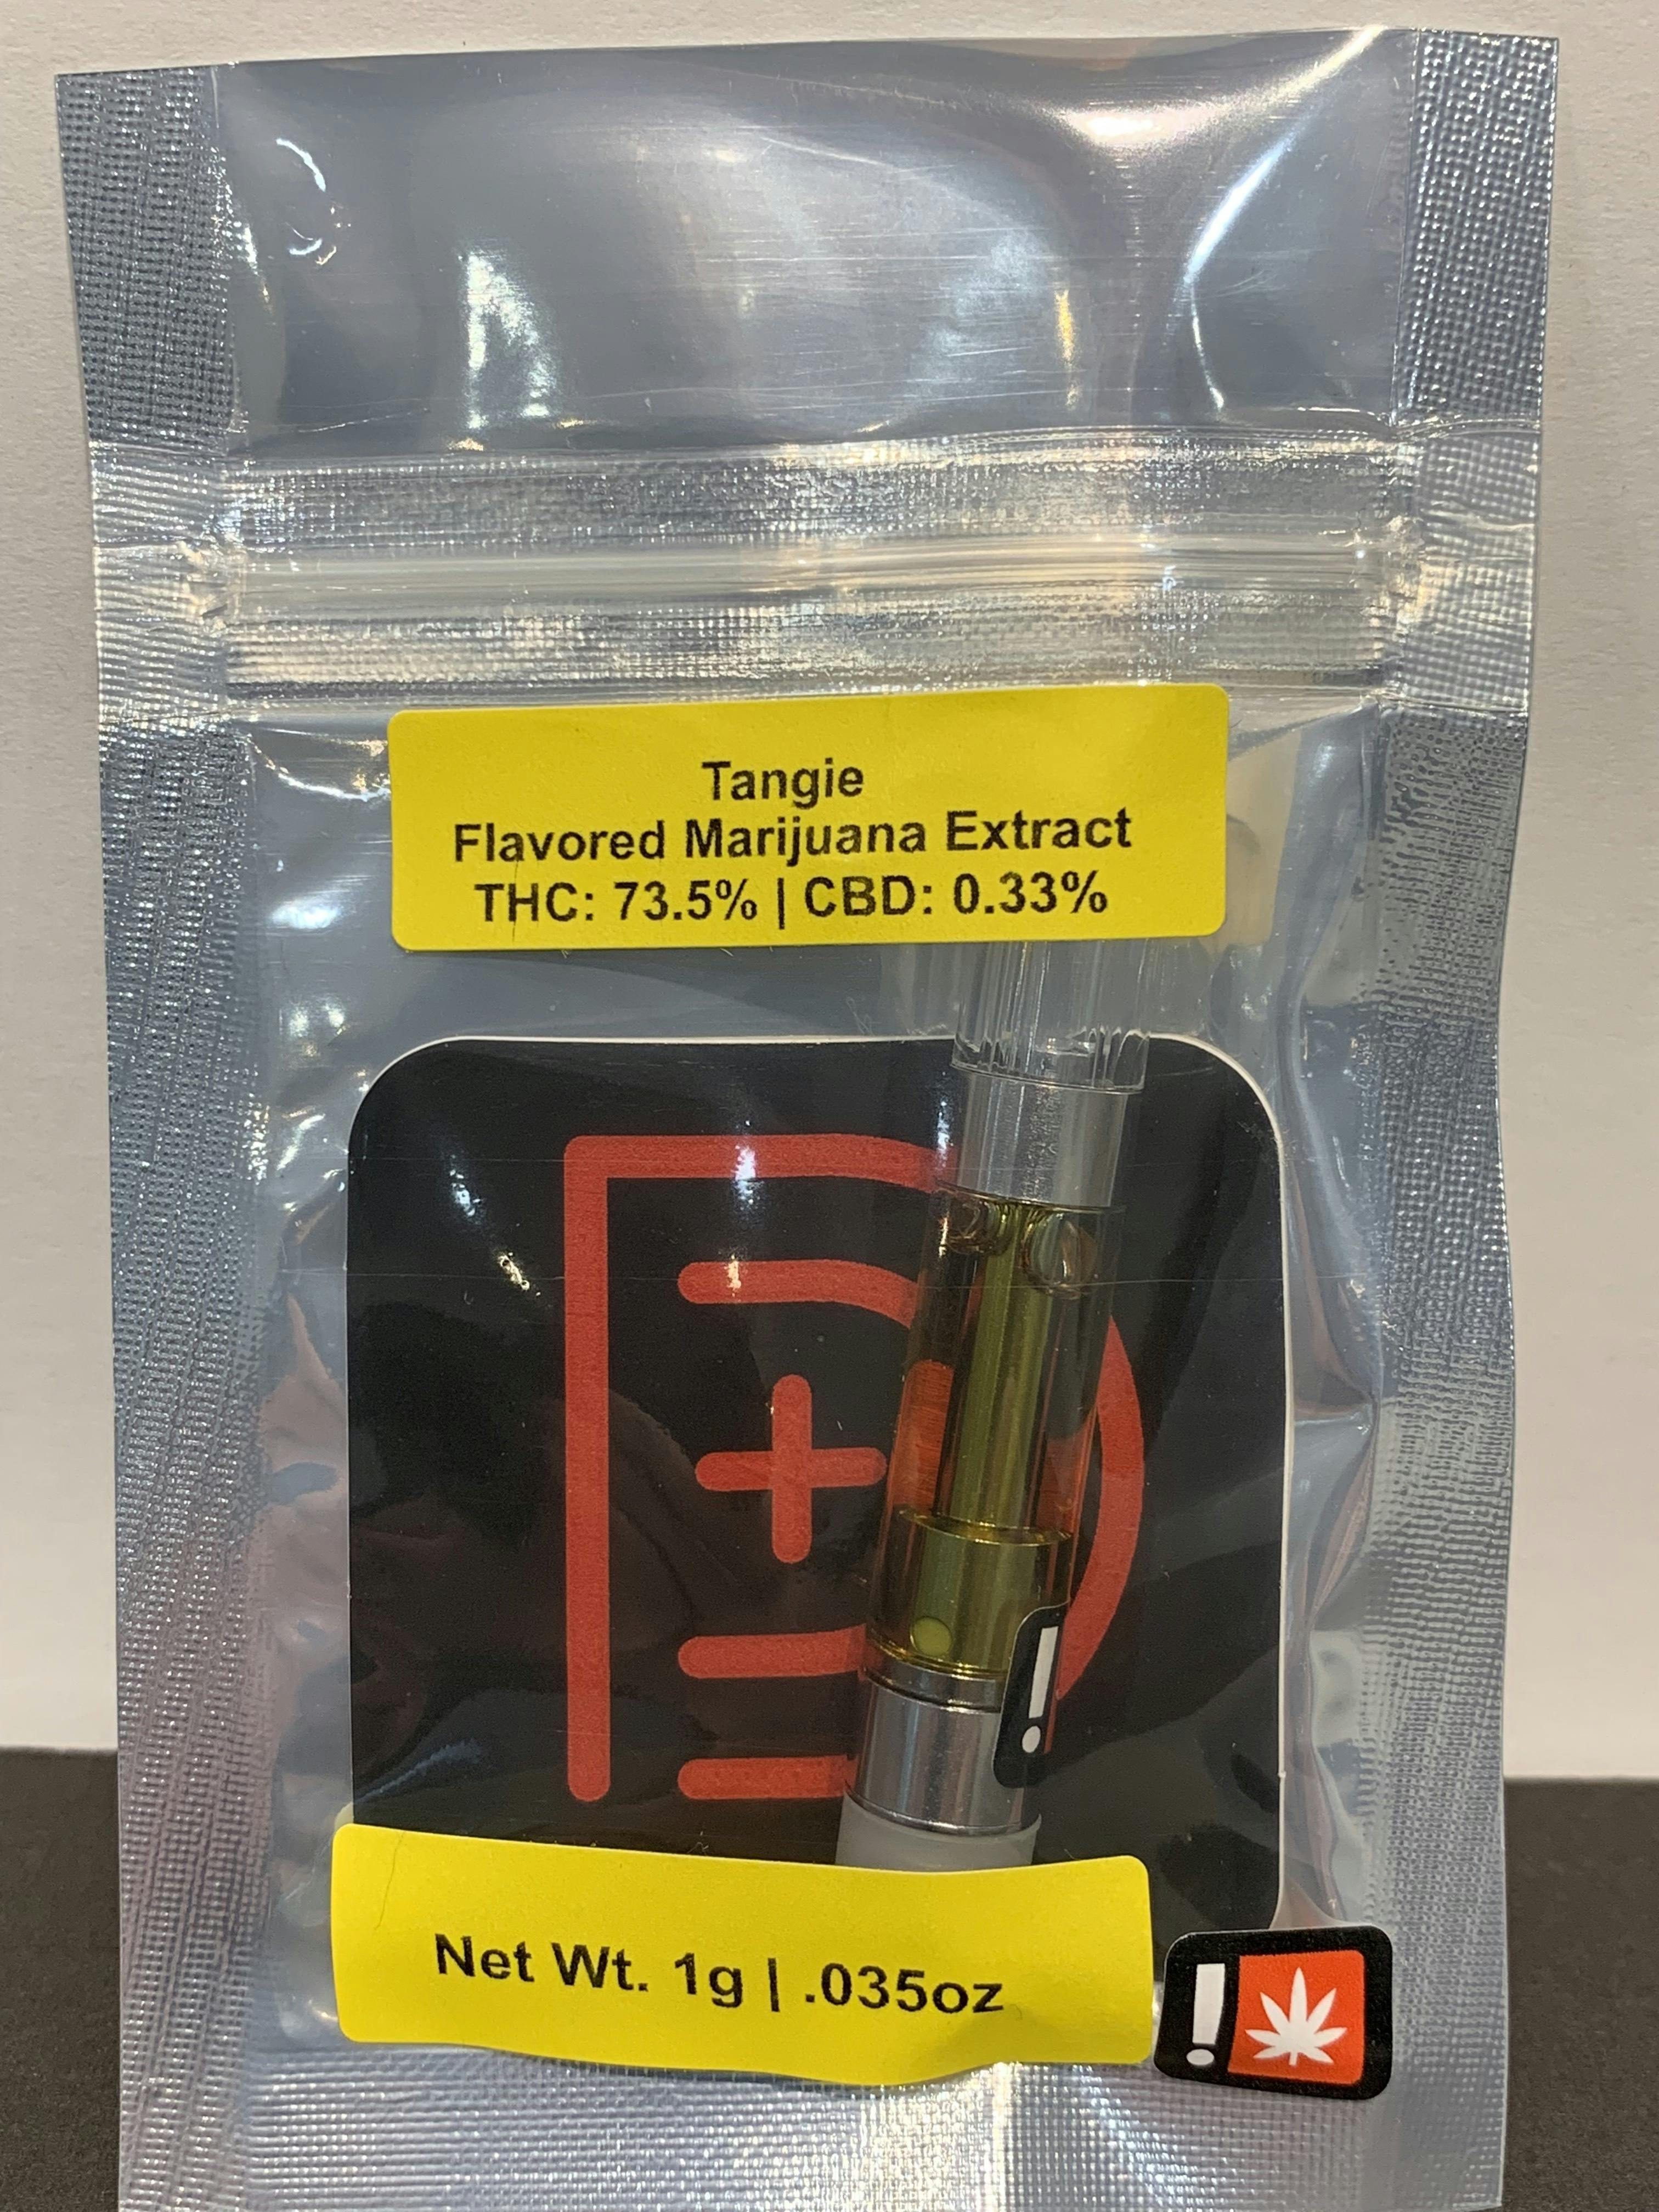 Tangie
Flavored Marijuana Extract
THC: 73.5% | CBD: 0.33%
!
Net Wt. 1g | .035oz
!